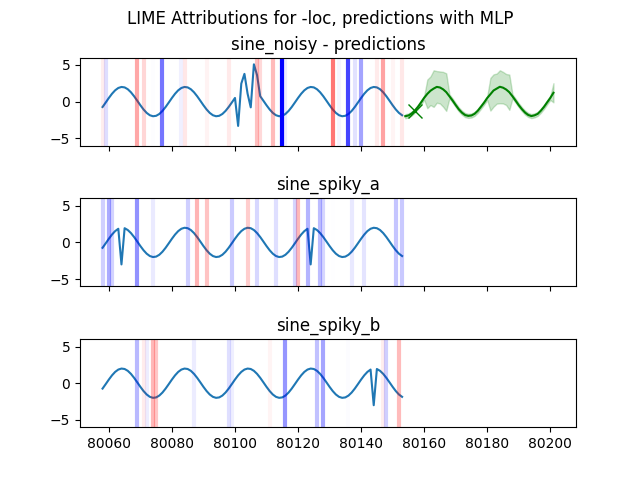 LIME Attributions for -loc, predictions with MLP
sine_noisy - predictions
5
0
−5
sine_spiky_a
5
0
−5
sine_spiky_b
5
0
−5
80060 80080 80100 80120 80140 80160 80180 80200